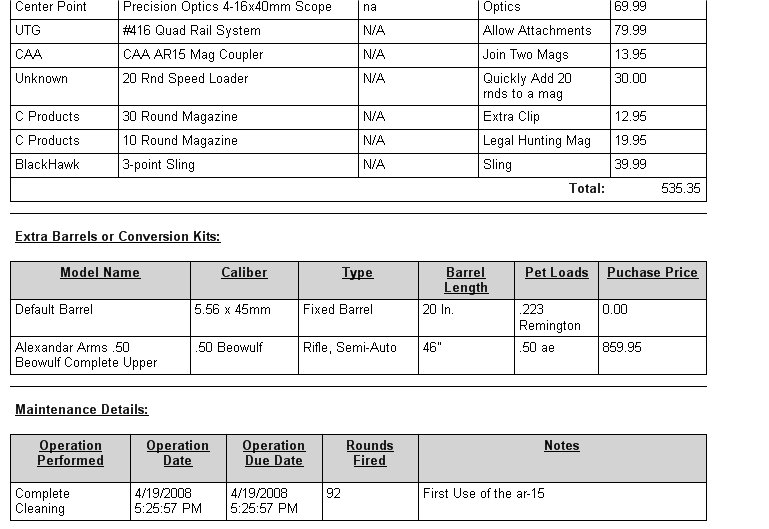 Center Point Precision Optics 4-16x40mm Scope na Optics 69.99
UTG #416 Quad Rail System N/A Allow Attachments 79.99
CAA CAA AR15 Mag Coupler N/A Join Two Mags 13.95
Unknown 20 Rnd Speed Loader N/A Quickly Add 20 30.00
rnds to a mag
C Products 30 Round Magazine N/A Extra Clip 12.95
C Products 10 Round Magazine N/A Legal Hunting Mag 19.95
BlackHawk 3-point Sling N/A Sling 39.99
Total: 535.35
Extra Barrels or Conversion Kits:
Model Name Caliber Type Barrel Pet Loads Puchase Price
Length
Default Barrel 5.56 x 45mm Fixed Barrel 20 In. .223 0.00
Remington
Alexandar Arms .50 .50 Beowulf Rifle, Semi-Auto 46" .50 ae 859.95
Beowulf Complete Upper
Maintenance Details:
Operation Operation Operation Rounds Notes
Performed Date Due Date Fired
Complete 4/19/2008 4/19/2008 92 First Use of the ar-15
Cleaning 5:25:57 PM 5:25:57 PM